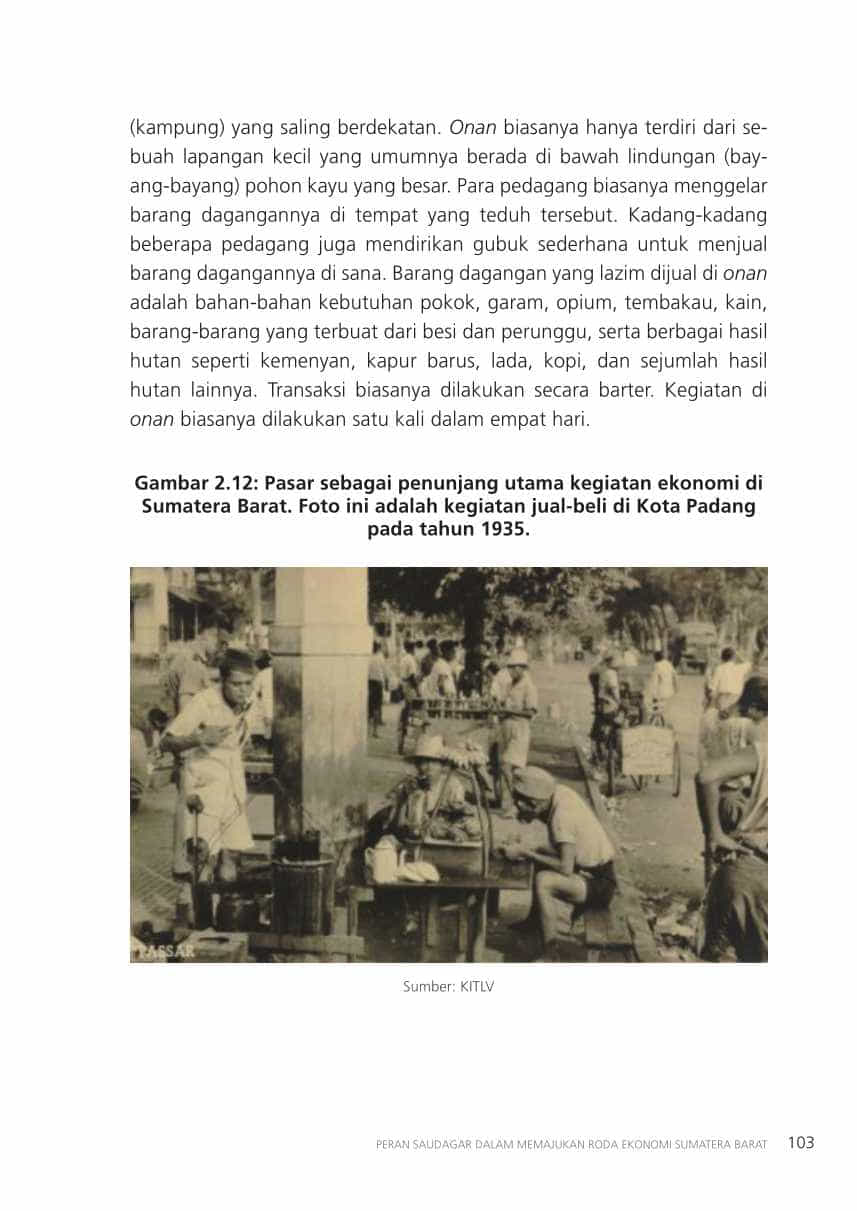 (kampung) yang saling berdekatan. Onan biasanya hanya terdiri dari se-
buah lapangan kecil yang umumnya berada di bawah lindungan (bay-
ang-bayang) pohon kayu yang besar. Para pedagang biasanya menggelar
barang dagangannya di tempat yang teduh tersebut. Kadang-kadang
beberapa pedagang juga mendirikan gubuk sederhana untuk menjual
barang dagangannya di sana. Barang dagangan yang lazim dijual di onan
adalah bahan-bahan kebutuhan pokok, garam, opium, tembakau, kain,
barang-barang yang terbuat dari besi dan perunggu, serta berbagai hasil
hutan seperti kemenyan, kapur barus, lada, kopi, dan sejumlah hasil
hutan lainnya. Transaksi biasanya dilakukan secara barter. Kegiatan di
onan biasanya dilakukan satu kali dalam empat hari.
Gambar 2.12: Pasar sebagai penunjang utama kegiatan ekonomi di
Sumatera Barat. Foto ini adalah kegiatan jual-beli di Kota Padang
pada tahun 1935.
PASSAR
Sumber: KITLV
PERAN SAUDAGAR DALAM MEMAJUKAN RODA EKONOMI SUMATERA BARAT 103